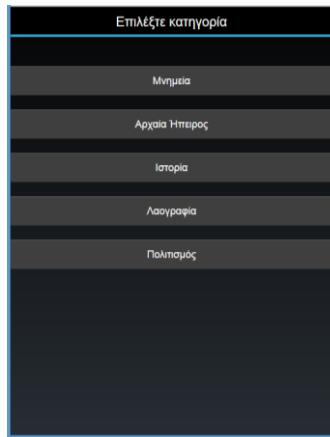 Επιλέξτε κατηγορία
Μνημεία
Αρχαία Ήπειρος
Ιστορία
Λαογραφία
Πολιτισμός